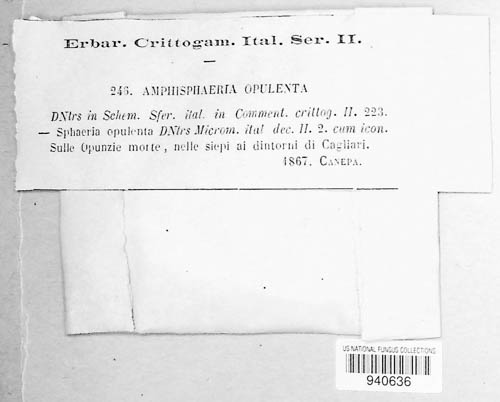 Erbar. Crittogam. Ital. Ser. II.
—
246. AMPHISPHAERIA OPULENTA
DNtrs in Schem. Sfer. ital. in Comment. crittog. II. 223.
— Sphaeria opulenta DNtrs Microm. ital dec. II. 2. cum icon.
Sulle Opunzie morte, nelle siepi ai dintorni di Cagliari.
1867. CANEPA.
US NATIONAL FUNGUS COLLECTIONS
940636